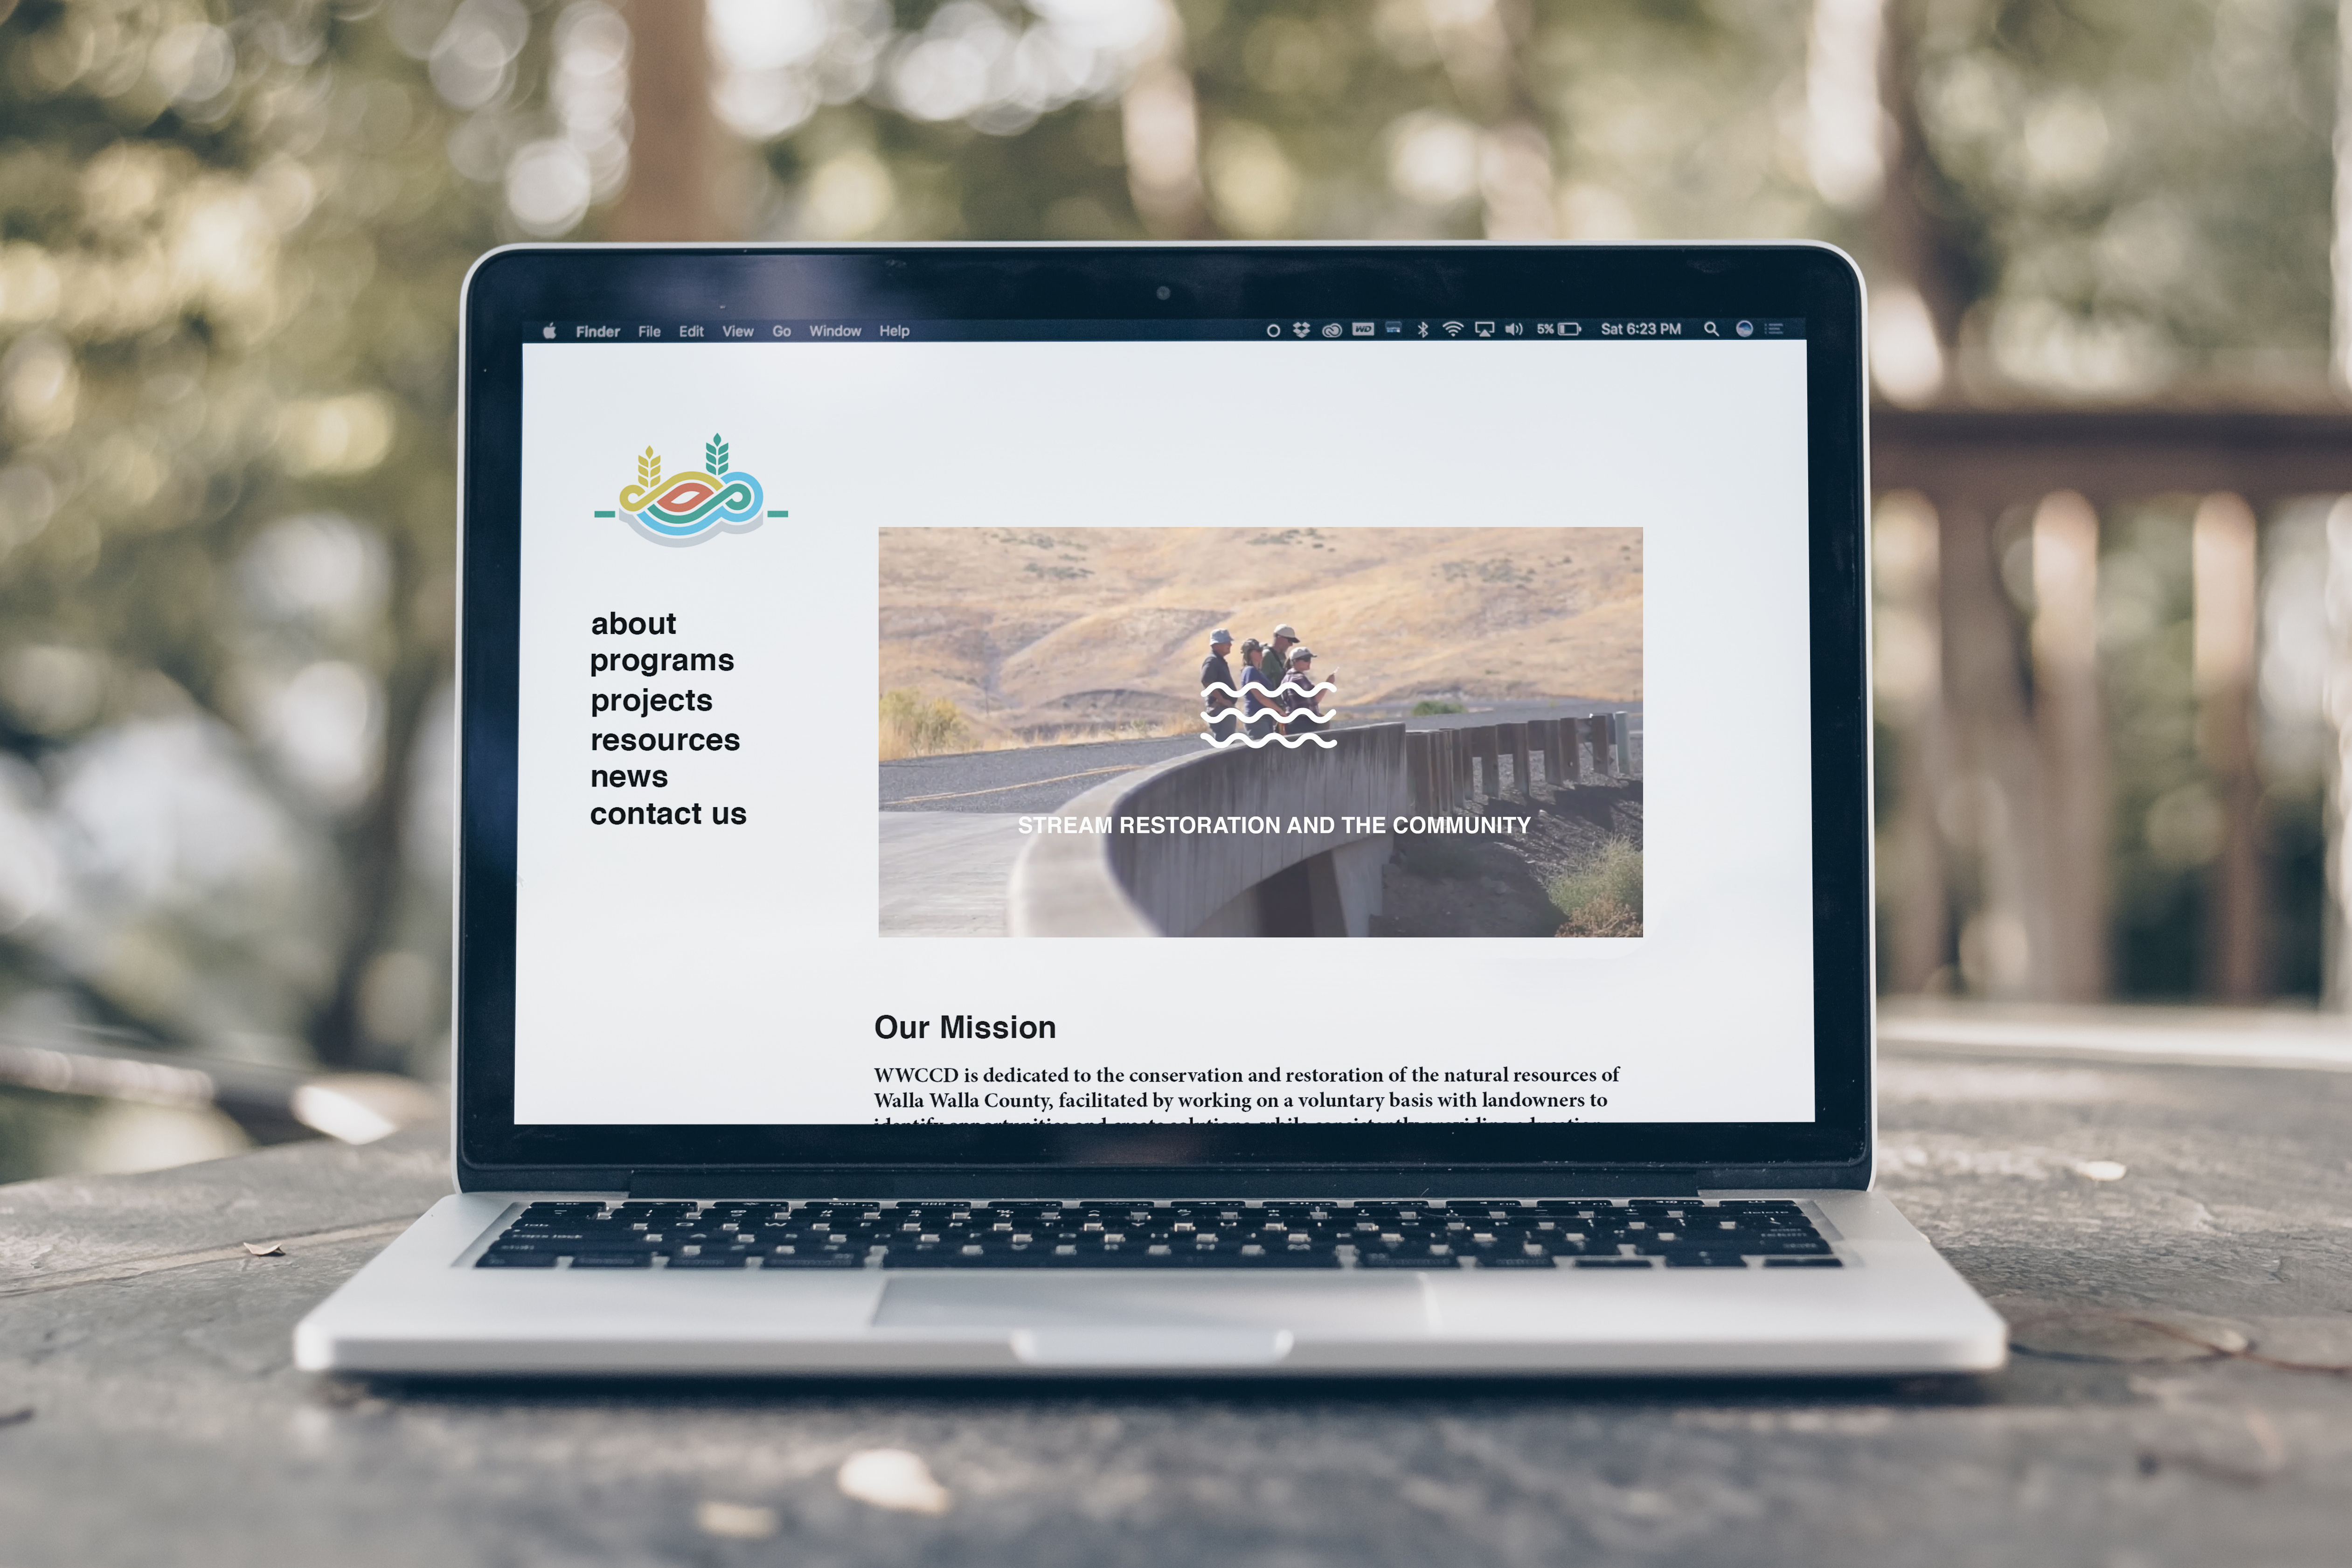 Finder File Edit View Go Window Help 5% Sat 6:23 PM
about
programs
projects
resources
news
contact us
STREAM RESTORATION AND THE COMMUNITY
Our Mission
WWCCD is dedicated to the conservation and restoration of the natural resources of
Walla Walla County, facilitated by working on a voluntary basis with landowners to